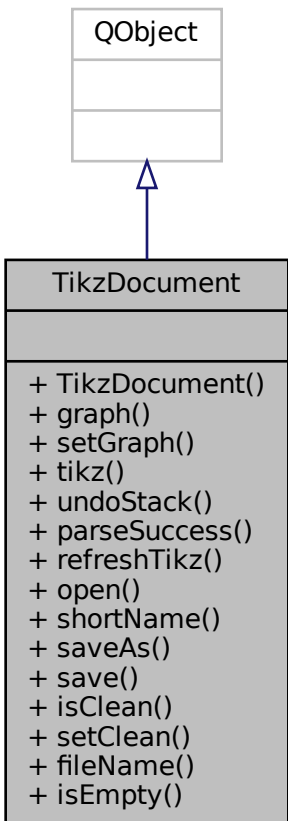 QObject
TikzDocument
+ TikzDocument()
+ graph()
+ setGraph()
+ tikz()
+ undoStack()
+ parseSuccess()
+ refreshTikz()
+ open()
+ shortName()
+ saveAs()
+ save()
+ isClean()
+ setClean()
+ fileName()
+ isEmpty()